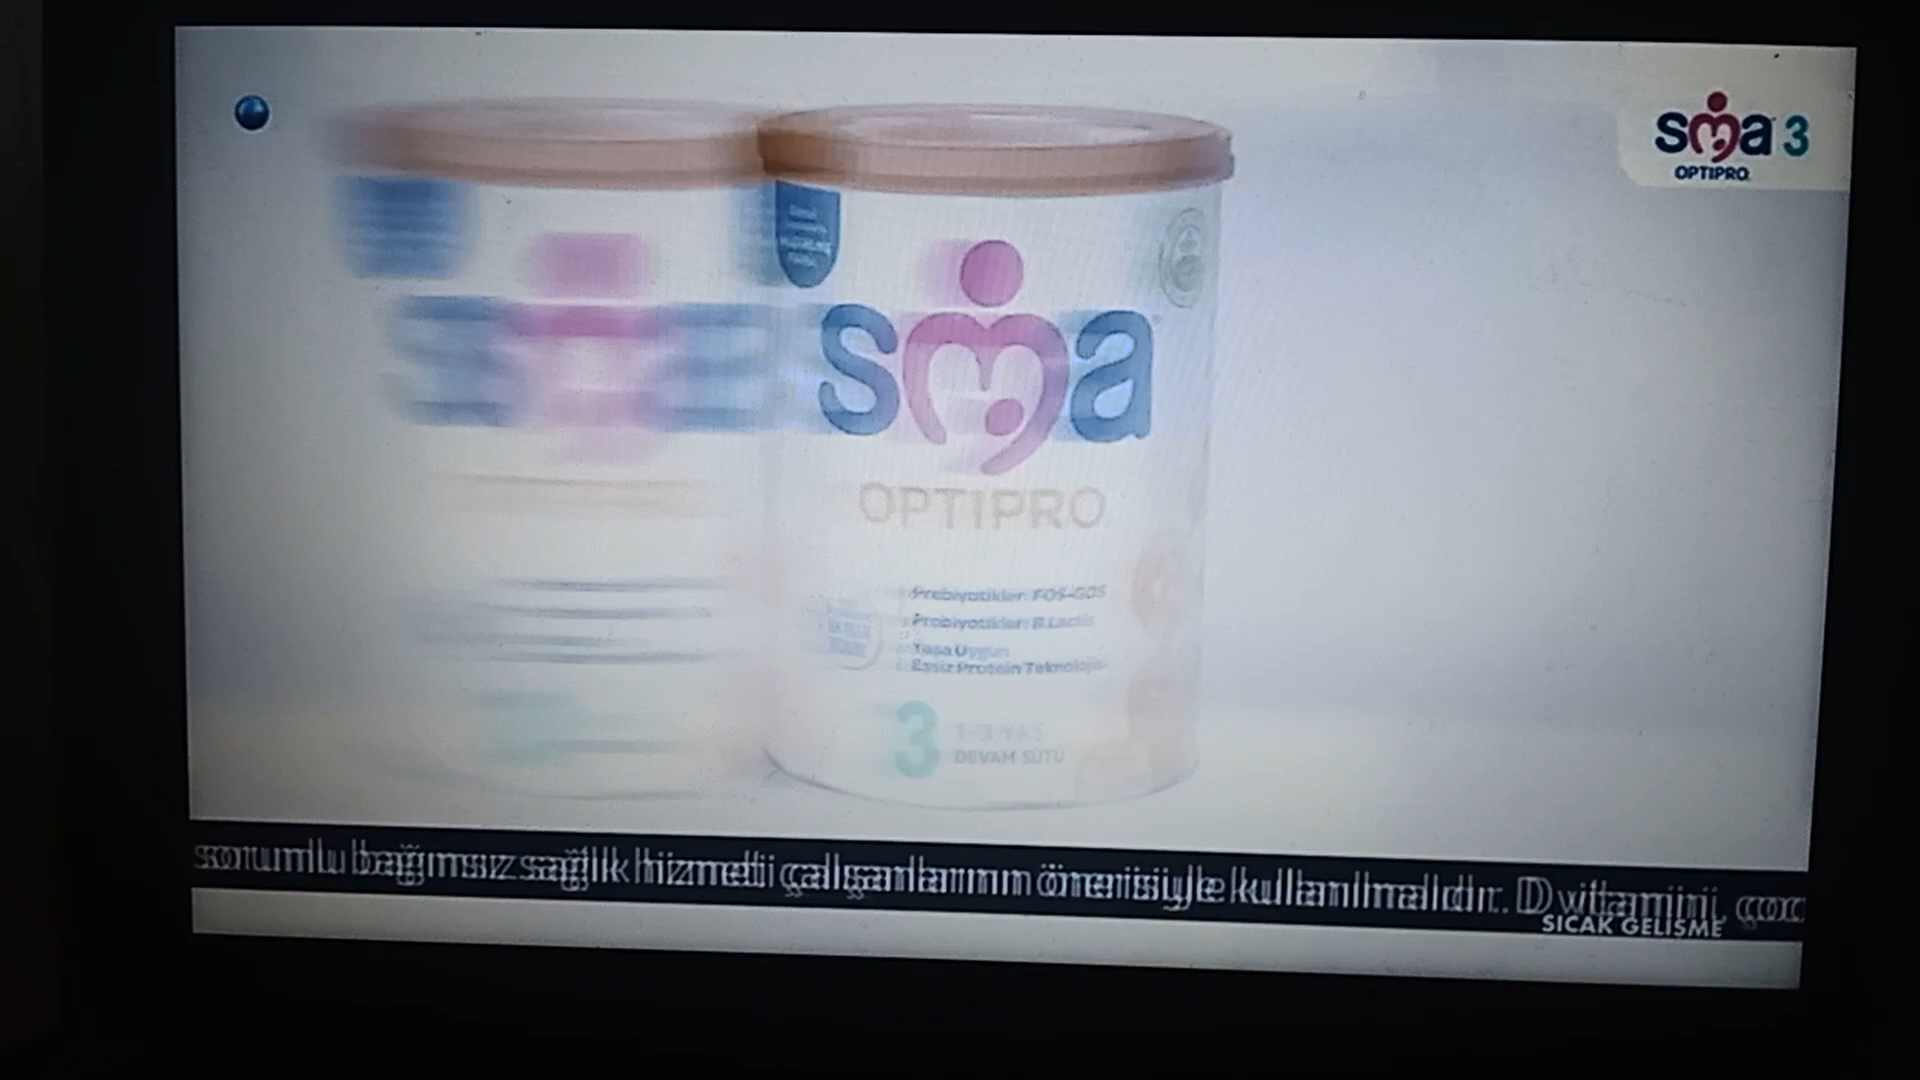 sma 3
OPTIPRO
sma
OPTIPRO
Prebiyotikler: FOS-GOS
Probiyotikler: B.Lactis
Yaşa Uygun
Eşsiz Protein Teknolojisi
3 1-3 YAŞ
DEVAM SÜTÜ
sorumlu bağımsız sağlık hizmeti çalışanlarının önerisiyle kullanılmalıdır. D vitamini, çoc
SICAK GELİŞME